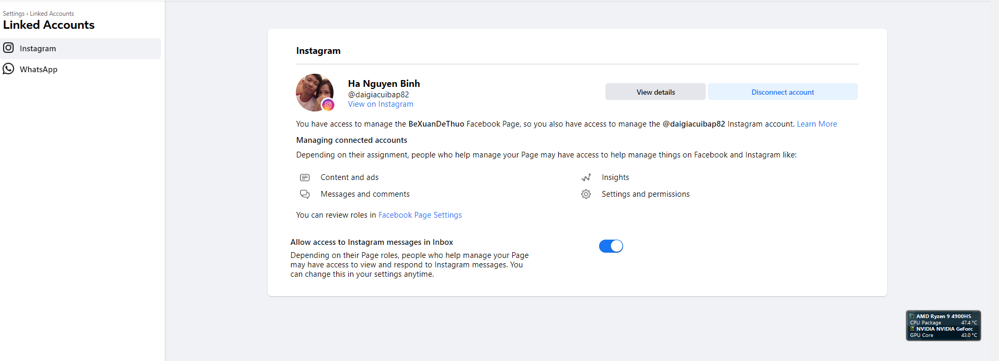 Settings › Linked Accounts
Linked Accounts
Instagram
WhatsApp
Instagram
Ha Nguyen Binh
@daigiacuibap82
View on Instagram
View details
Disconnect account
You have access to manage the BeXuanDeThuo Facebook Page, so you also have access to manage the @daigiacuibap82 Instagram account. Learn More
Managing connected accounts
Depending on their assignment, people who help manage your Page may have access to help manage things on Facebook and Instagram like:
Content and ads
Insights
Messages and comments
Settings and permissions
You can review roles in Facebook Page Settings
Allow access to Instagram messages in Inbox
Depending on their Page roles, people who help manage your Page
may have access to view and respond to Instagram messages. You
can change this in your settings anytime.
AMD Ryzen 9 4900HS
CPU Package 47.4 °C
NVIDIA NVIDIA GeForc
GPU Core 43.0 °C